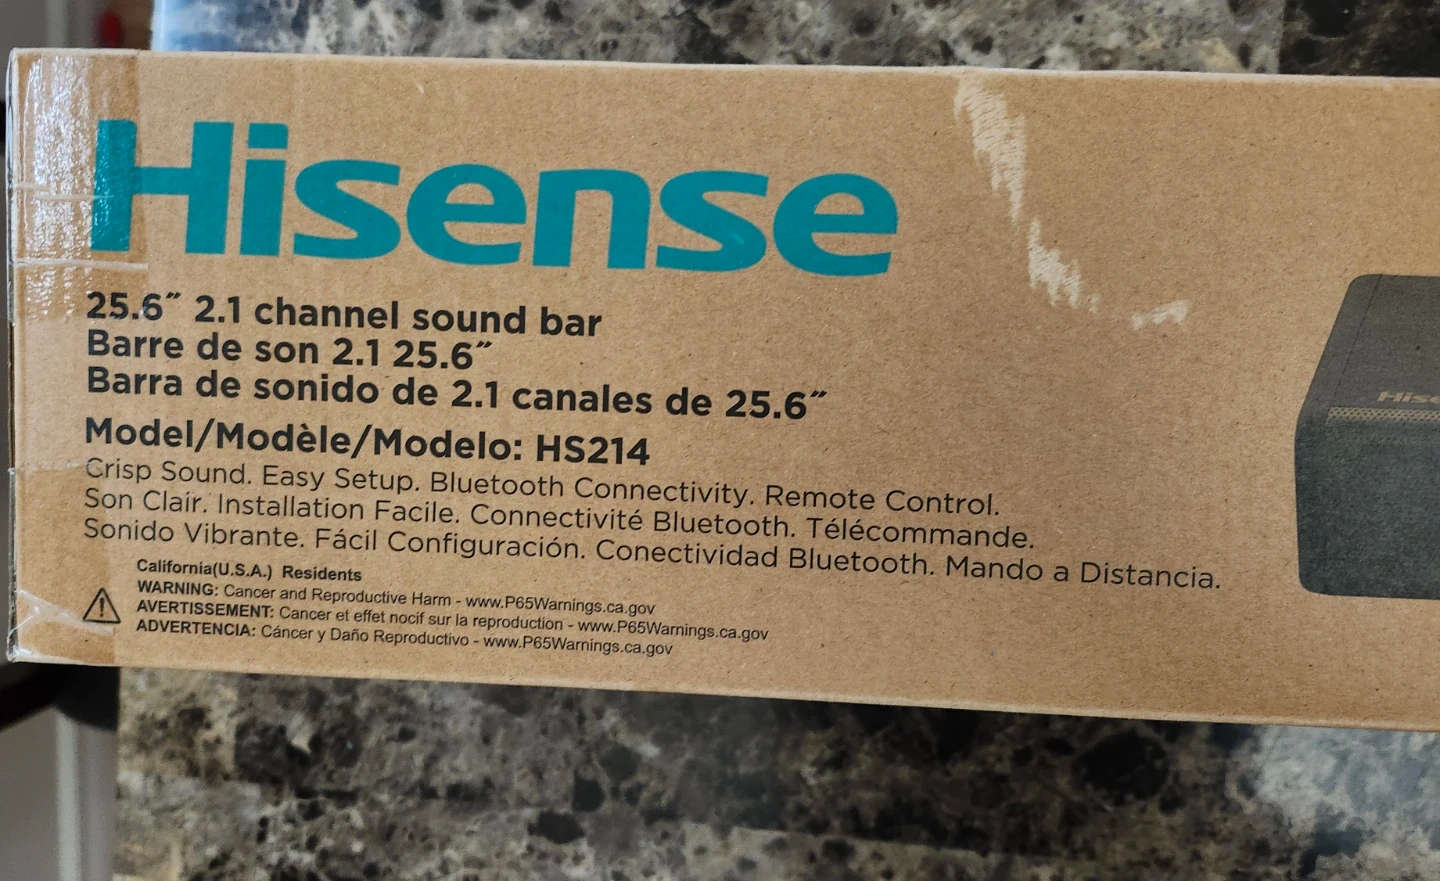 Hisense
25.6″ 2.1 channel sound bar
Barre de son 2.1 25.6″
Barra de sonido de 2.1 canales de 25.6″
Model/Modèle/Modelo: HS214
Crisp Sound. Easy Setup. Bluetooth Connectivity. Remote Control.
Son Clair. Installation Facile. Connectivité Bluetooth. Télécommande.
Sonido Vibrante. Fácil Configuración. Conectividad Bluetooth. Mando a Distancia.
California(U.S.A.) Residents
WARNING: Cancer and Reproductive Harm - www.P65Warnings.ca.gov
AVERTISSEMENT: Cancer et effet nocif sur la reproduction - www.P65Warnings.ca.gov
ADVERTENCIA: Cáncer y Daño Reproductivo - www.P65Warnings.ca.gov